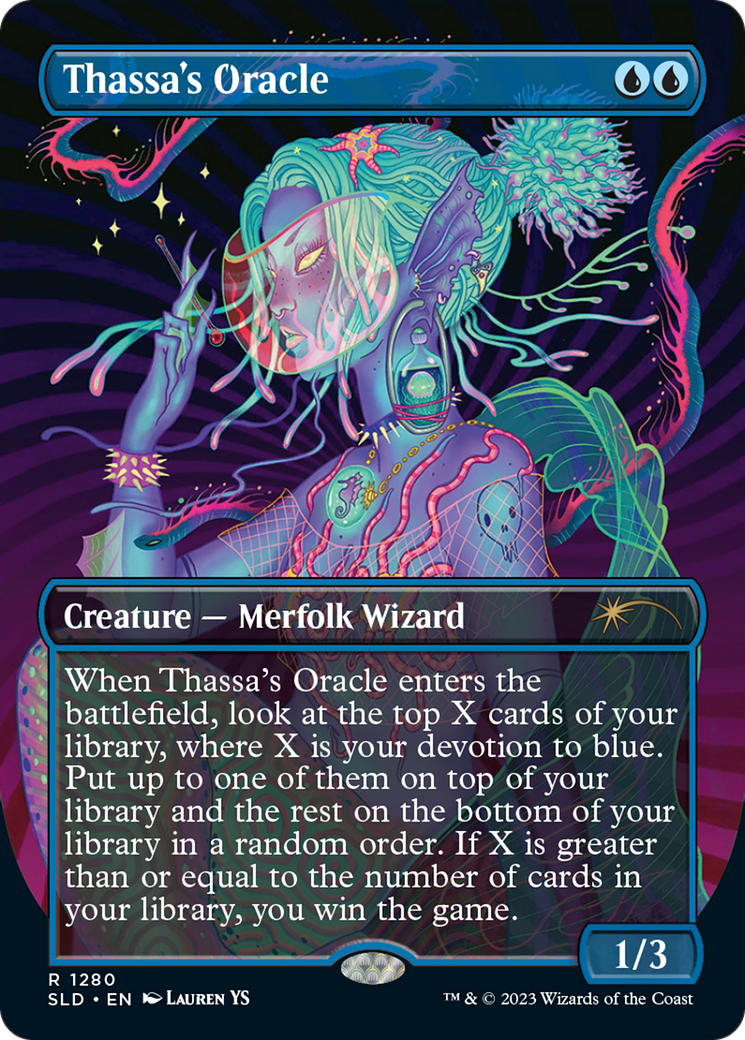 Thassa's Oracle
Creature — Merfolk Wizard
When Thassa's Oracle enters the
battlefield, look at the top X cards of your
library, where X is your devotion to blue.
Put up to one of them on top of your
library and the rest on the bottom of your
library in a random order. If X is greater
than or equal to the number of cards in
your library, you win the game.
1/3
R 1280
SLD • EN Lauren YS
™ & © 2023 Wizards of the Coast